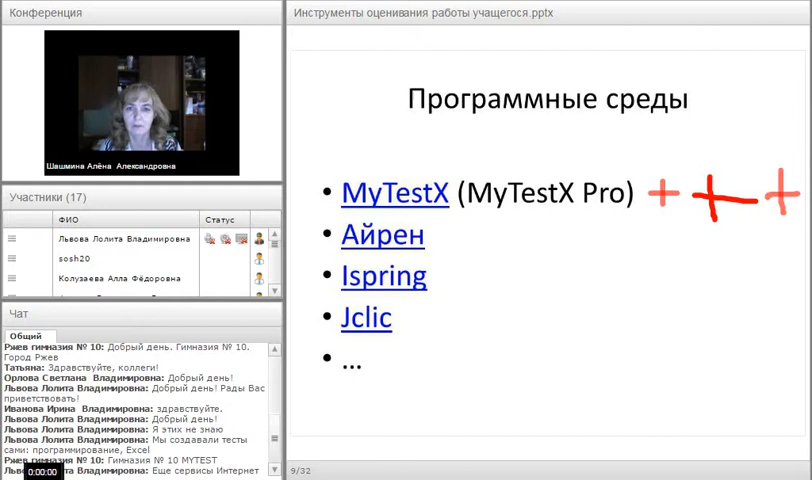 Конференция
Шашмина Алёна Александровна
Участники (17)
ФИО
Статус
Львова Лолита Владимировна
sosh20
Колузаева Алла Фёдоровна
Чат
Общий
Ржев гимназия № 10: Добрый день. Гимназия № 10.
Город Ржев
Татьяна: Здравствуйте, коллеги!
Орлова Светлана Владимировна: Добрый день!
Львова Лолита Владимировна: Добрый день! Рады Вас
приветствовать!
Иванова Ирина Владимировна: здравствуйте.
Львова Лолита Владимировна: Добрый день!
Львова Лолита Владимировна: Я этих не знаю
Львова Лолита Владимировна: Мы создавали тесты
сами: программирование, Excel
Ржев гимназия № 10: Гимназия № 10 MYTEST
Льво Лолита Владимировна: Еще сервисы Интернет
0:00:00
Инструменты оценивания работы учащегося.pptx
Программные среды
• MyTestX (MyTestX Pro) + + +
• Айрен
• Ispring
• Jclic
• ...
9/32